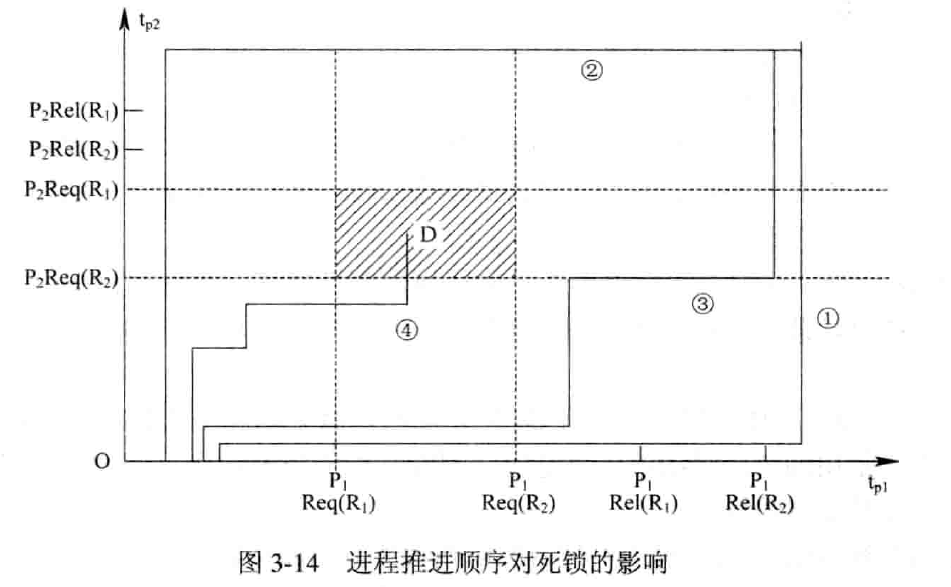 t_p2
②
P₂Rel(R₁)
P₂Rel(R₂)
P₂Req(R₁)
D
P₂Req(R₂)
③
①
④
O
P₁ P₁ P₁ P₁
Req(R₁) Req(R₂) Rel(R₁) Rel(R₂)
t_p1
图 3-14 进程推进顺序对死锁的影响